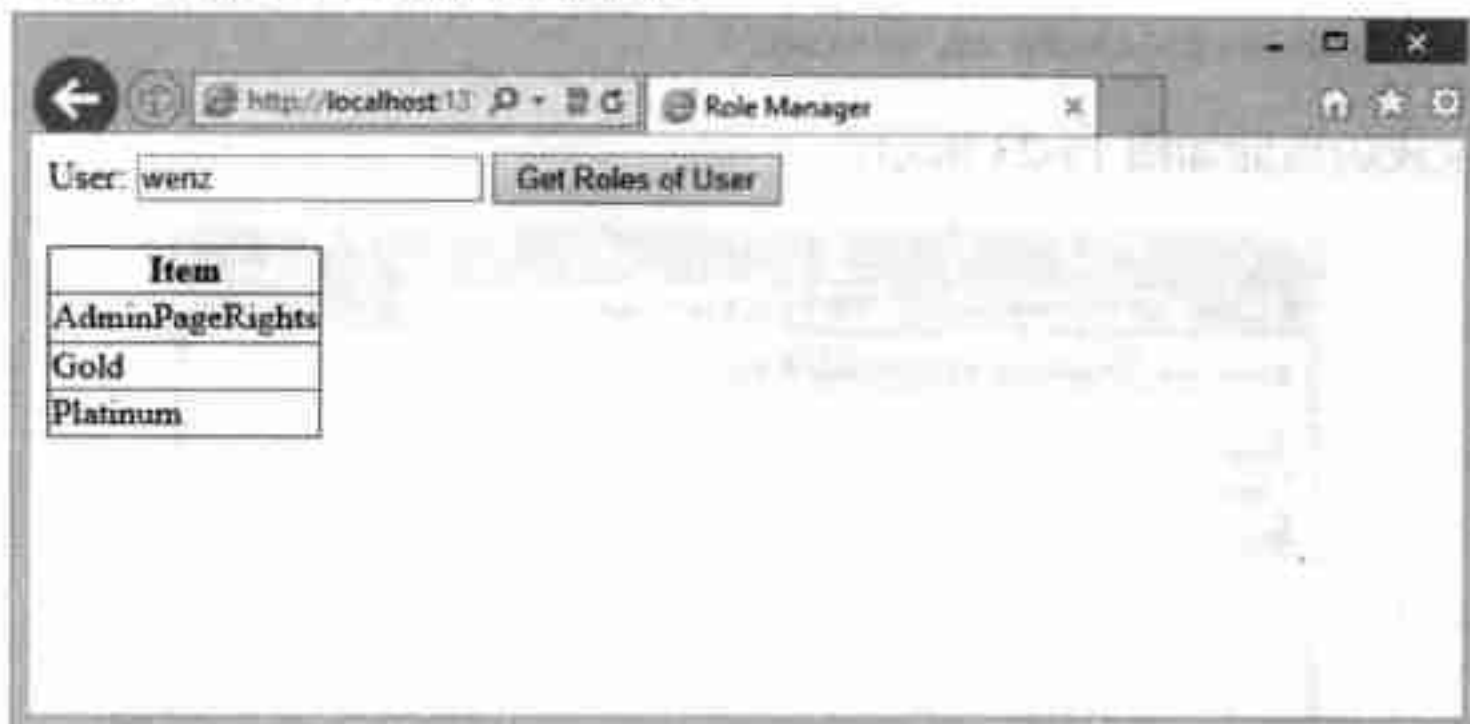 http://localhost:13
Role Manager
User: wenz Get Roles of User
Item
AdminPageRights
Gold
Platinum